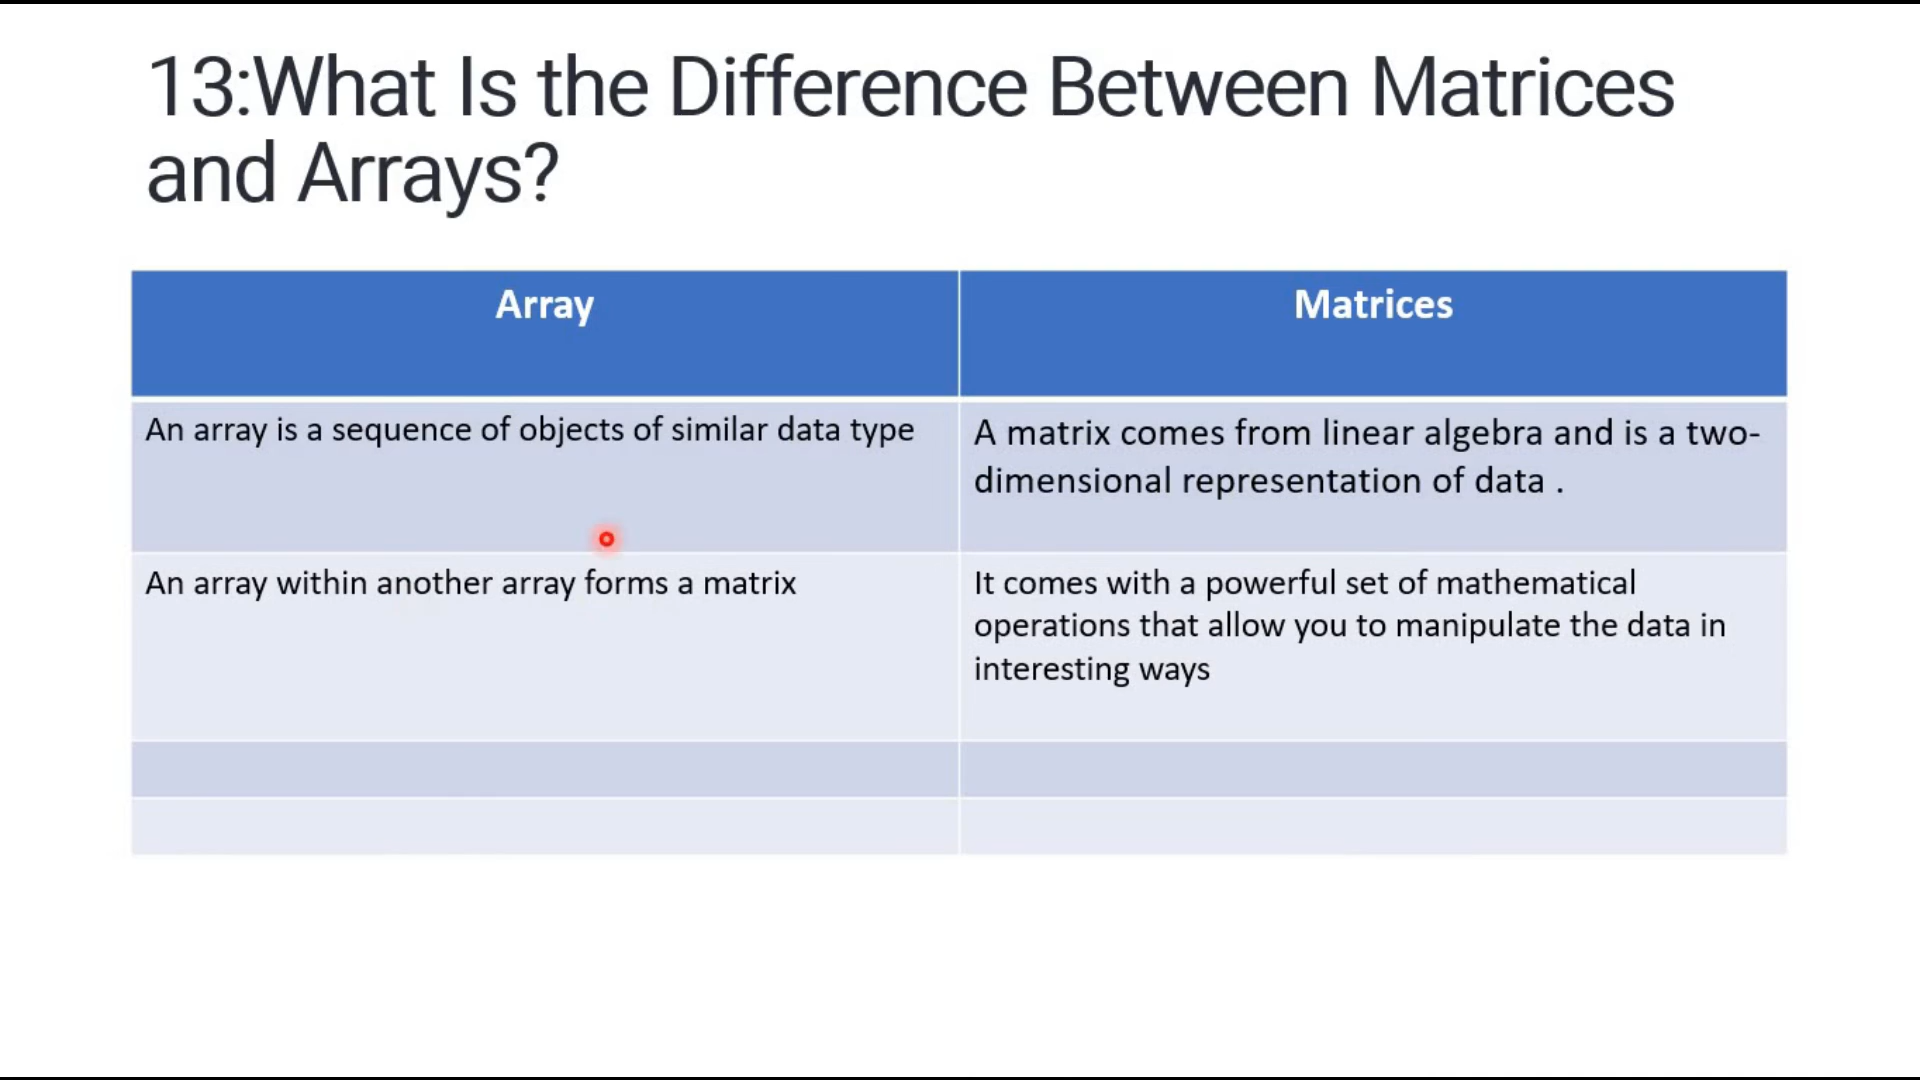 13:What Is the Difference Between Matrices
and Arrays?
Array
Matrices
An array is a sequence of objects of similar data type
A matrix comes from linear algebra and is a two-
dimensional representation of data .
An array within another array forms a matrix
It comes with a powerful set of mathematical
operations that allow you to manipulate the data in
interesting ways